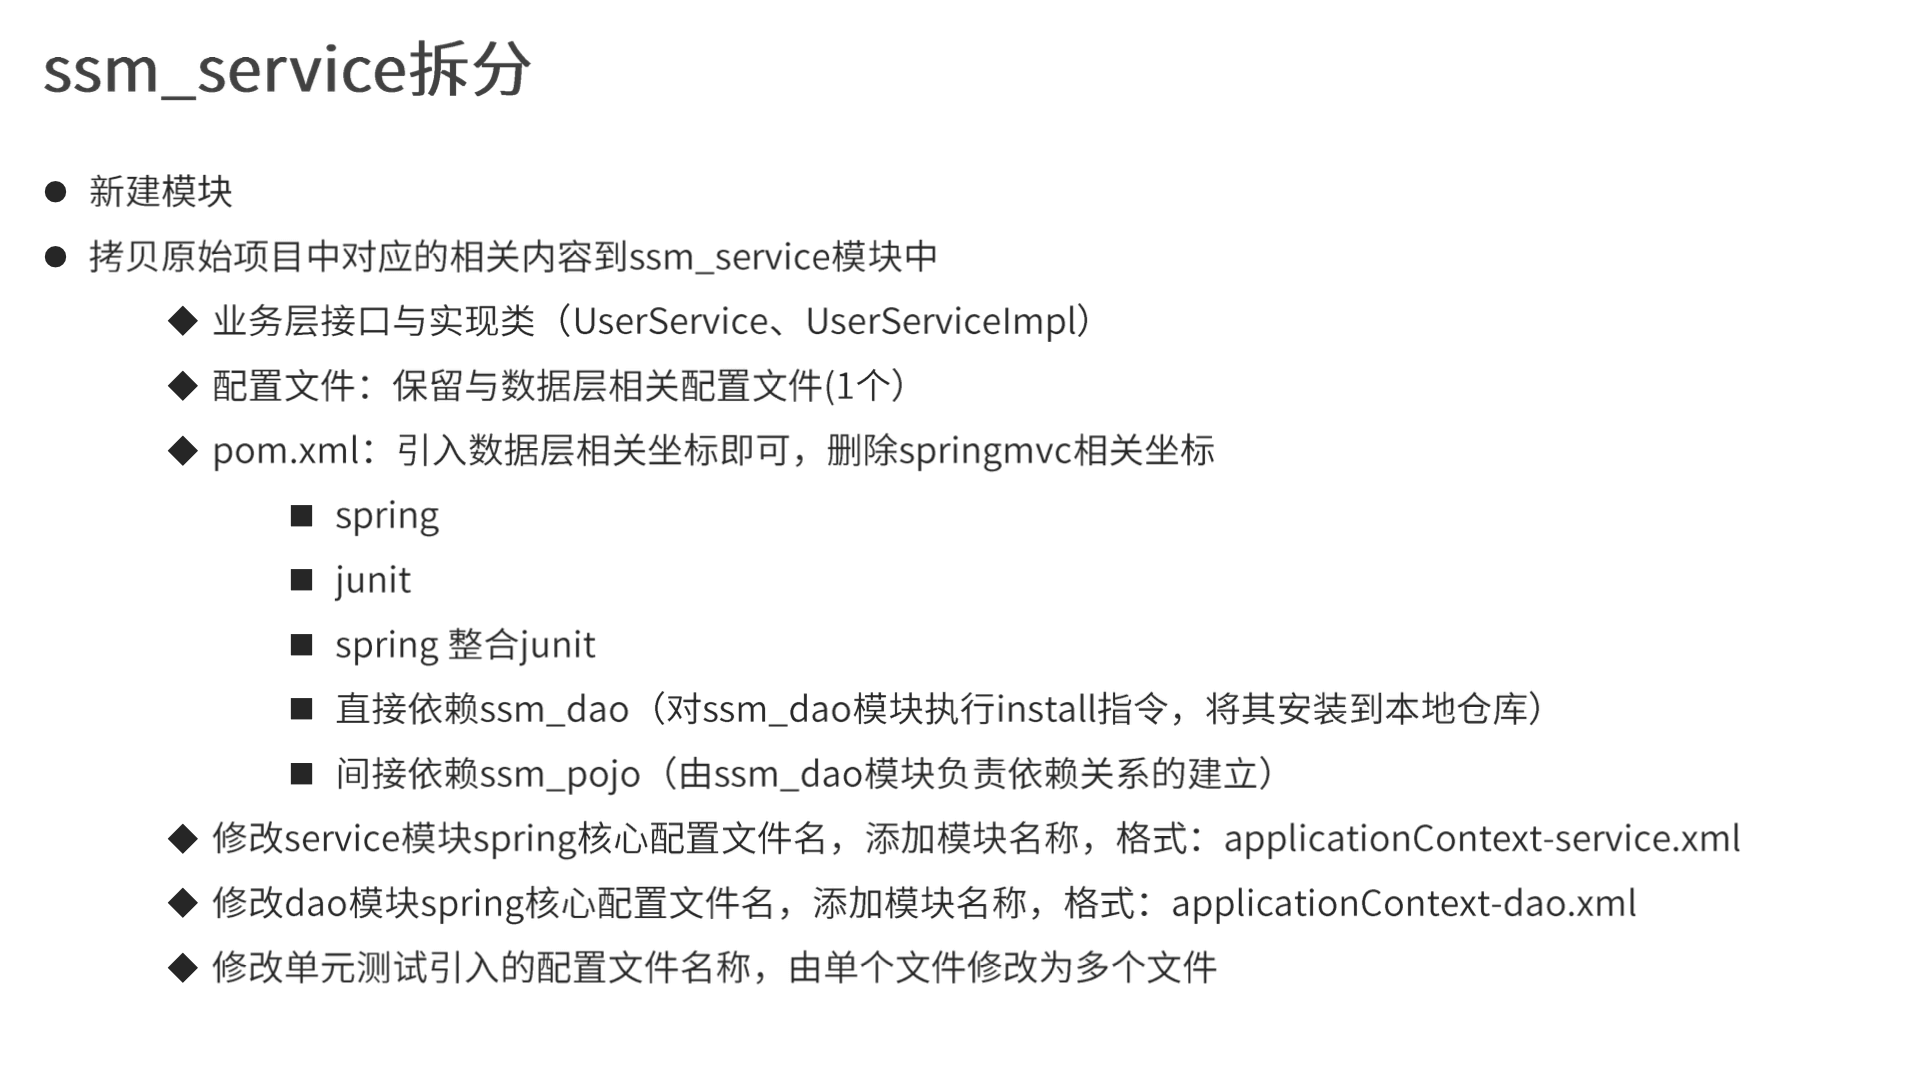 ssm_service拆分
● 新建模块
● 拷贝原始项目中对应的相关内容到ssm_service模块中
◆ 业务层接口与实现类（UserService、UserServiceImpl）
◆ 配置文件：保留与数据层相关配置文件(1个）
◆ pom.xml：引入数据层相关坐标即可，删除springmvc相关坐标
■ spring
■ junit
■ spring 整合junit
■ 直接依赖ssm_dao（对ssm_dao模块执行install指令，将其安装到本地仓库）
■ 间接依赖ssm_pojo（由ssm_dao模块负责依赖关系的建立）
◆ 修改service模块spring核心配置文件名，添加模块名称，格式：applicationContext-service.xml
◆ 修改dao模块spring核心配置文件名，添加模块名称，格式：applicationContext-dao.xml
◆ 修改单元测试引入的配置文件名称，由单个文件修改为多个文件